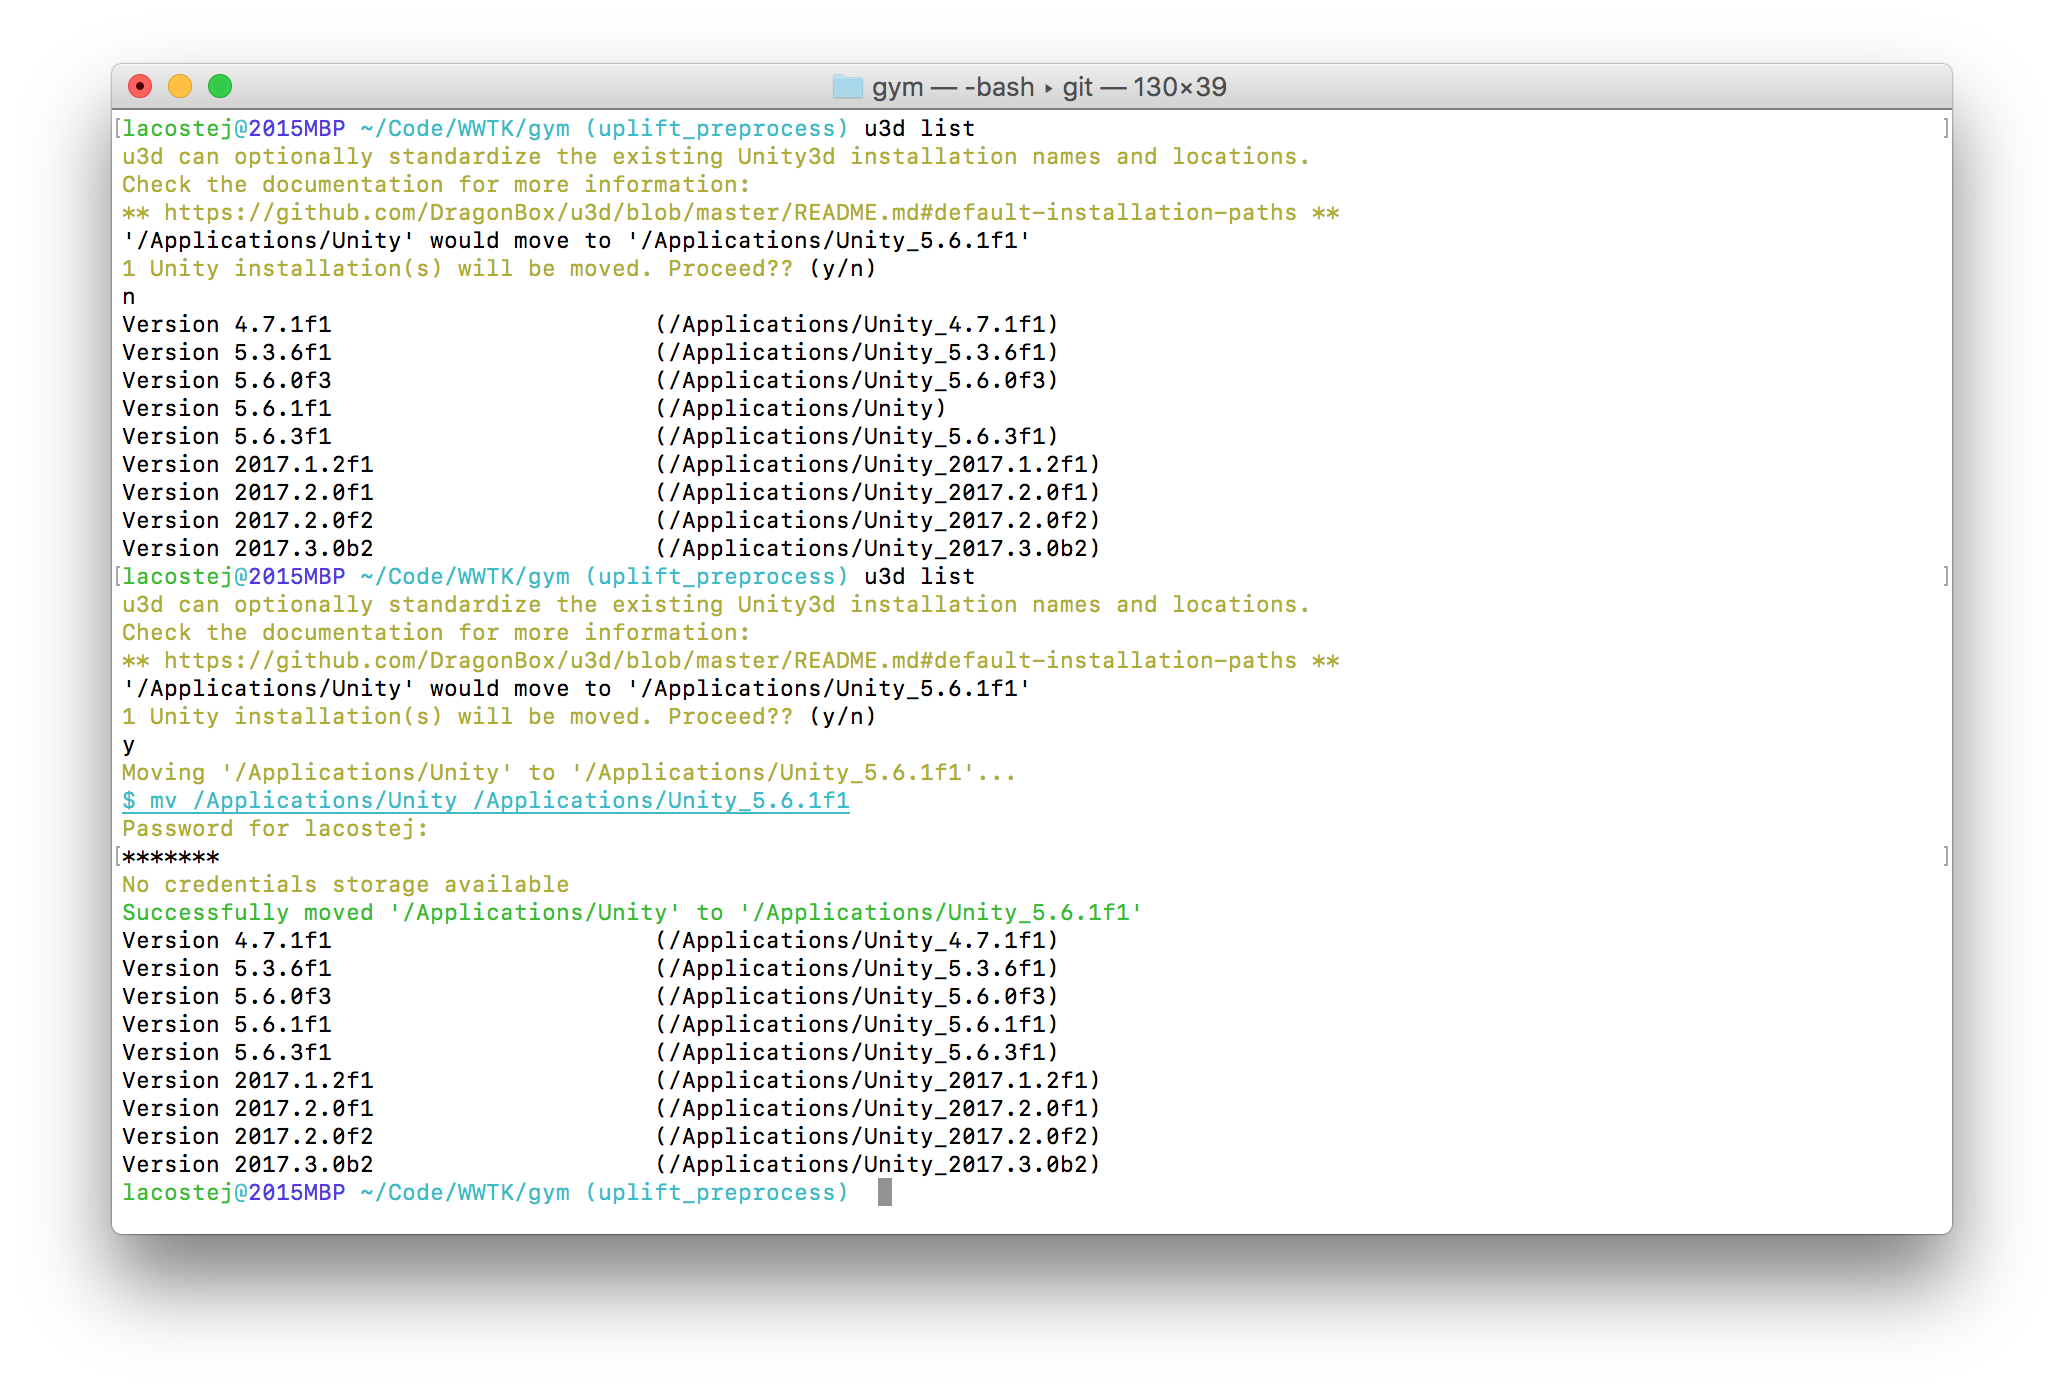 gym — -bash ▸ git — 130×39
lacostej@2015MBP ~/Code/WWTK/gym (uplift_preprocess) u3d list
u3d can optionally standardize the existing Unity3d installation names and locations.
Check the documentation for more information:
** https://github.com/DragonBox/u3d/blob/master/README.md#default-installation-paths **
'/Applications/Unity' would move to '/Applications/Unity_5.6.1f1'
1 Unity installation(s) will be moved. Proceed?? (y/n)
n
Version 4.7.1f1 (/Applications/Unity_4.7.1f1)
Version 5.3.6f1 (/Applications/Unity_5.3.6f1)
Version 5.6.0f3 (/Applications/Unity_5.6.0f3)
Version 5.6.1f1 (/Applications/Unity)
Version 5.6.3f1 (/Applications/Unity_5.6.3f1)
Version 2017.1.2f1 (/Applications/Unity_2017.1.2f1)
Version 2017.2.0f1 (/Applications/Unity_2017.2.0f1)
Version 2017.2.0f2 (/Applications/Unity_2017.2.0f2)
Version 2017.3.0b2 (/Applications/Unity_2017.3.0b2)
lacostej@2015MBP ~/Code/WWTK/gym (uplift_preprocess) u3d list
u3d can optionally standardize the existing Unity3d installation names and locations.
Check the documentation for more information:
** https://github.com/DragonBox/u3d/blob/master/README.md#default-installation-paths **
'/Applications/Unity' would move to '/Applications/Unity_5.6.1f1'
1 Unity installation(s) will be moved. Proceed?? (y/n)
y
Moving '/Applications/Unity' to '/Applications/Unity_5.6.1f1'...
$ mv /Applications/Unity /Applications/Unity_5.6.1f1
Password for lacostej:
*******
No credentials storage available
Successfully moved '/Applications/Unity' to '/Applications/Unity_5.6.1f1'
Version 4.7.1f1 (/Applications/Unity_4.7.1f1)
Version 5.3.6f1 (/Applications/Unity_5.3.6f1)
Version 5.6.0f3 (/Applications/Unity_5.6.0f3)
Version 5.6.1f1 (/Applications/Unity_5.6.1f1)
Version 5.6.3f1 (/Applications/Unity_5.6.3f1)
Version 2017.1.2f1 (/Applications/Unity_2017.1.2f1)
Version 2017.2.0f1 (/Applications/Unity_2017.2.0f1)
Version 2017.2.0f2 (/Applications/Unity_2017.2.0f2)
Version 2017.3.0b2 (/Applications/Unity_2017.3.0b2)
lacostej@2015MBP ~/Code/WWTK/gym (uplift_preprocess)